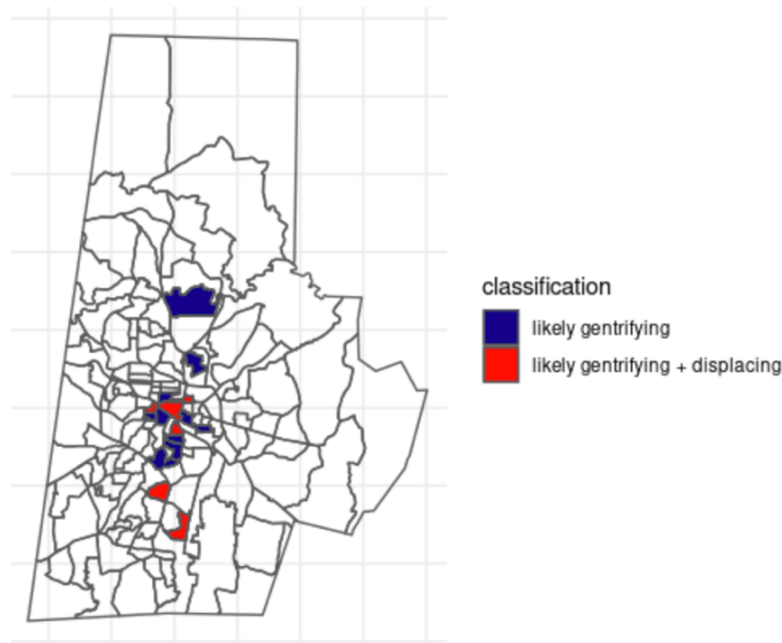 classification
likely gentrifying
likely gentrifying + displacing